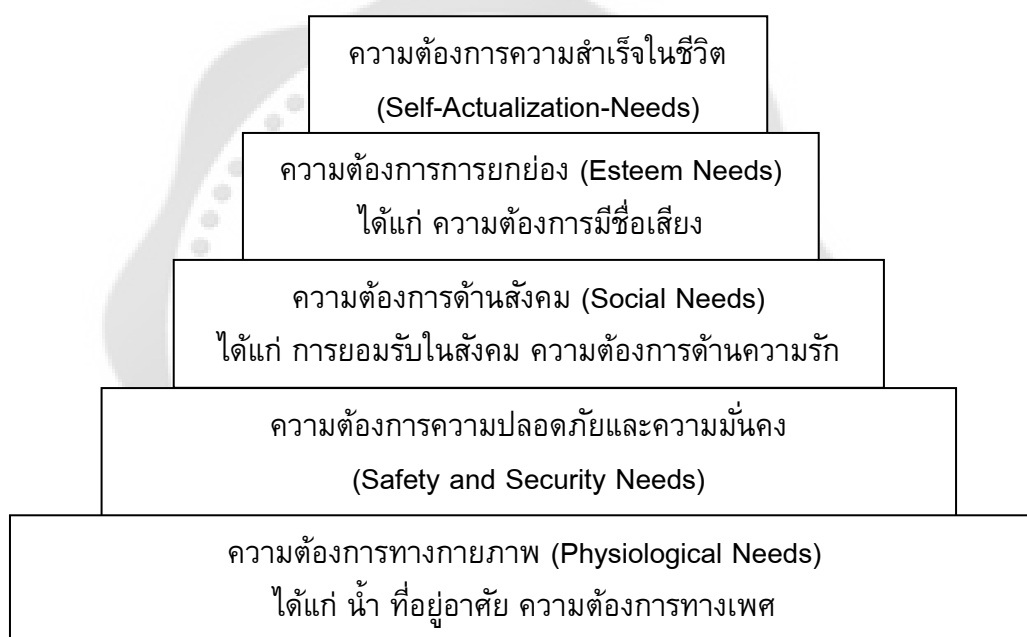 ความต้องการความสำเร็จในชีวิต
(Self-Actualization-Needs)
ความต้องการการยกย่อง (Esteem Needs)
ได้แก่ ความต้องการมีชื่อเสียง
ความต้องการด้านสังคม (Social Needs)
ได้แก่ การยอมรับในสังคม ความต้องการด้านความรัก
ความต้องการความปลอดภัยและความมั่นคง
(Safety and Security Needs)
ความต้องการทางกายภาพ (Physiological Needs)
ได้แก่ น้ำ ที่อยู่อาศัย ความต้องการทางเพศ